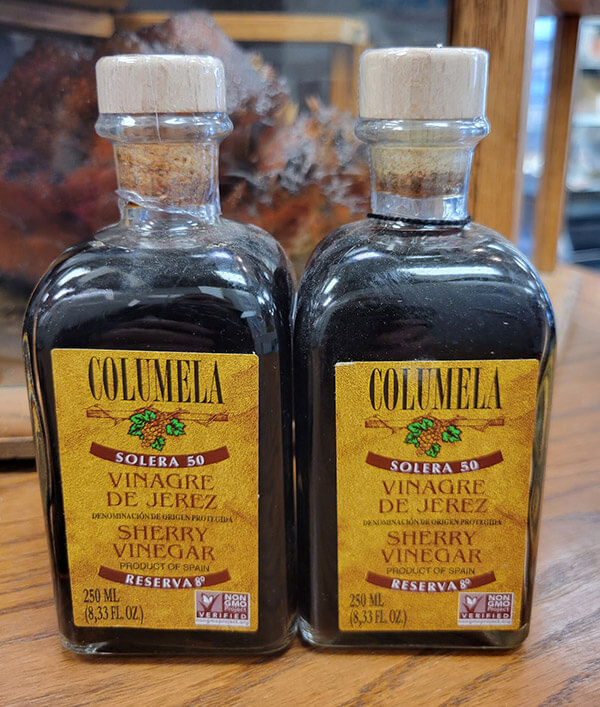 COLUMELA
SOLERA 50
VINAGRE
DE JEREZ
DENOMINACIÓN DE ORIGEN PROTEGIDA
SHERRY
VINEGAR
PRODUCT OF SPAIN
RESERVA 8º
250 ML
(8,33 FL. OZ.)
NON
GMO
Project
VERIFIED
COLUMELA
SOLERA 50
VINAGRE
DE JEREZ
DENOMINACIÓN DE ORIGEN PROTEGIDA
SHERRY
VINEGAR
PRODUCT OF SPAIN
RESERVA 8º
250 ML
(8,33 FL. OZ.)
NON
GMO
Project
VERIFIED